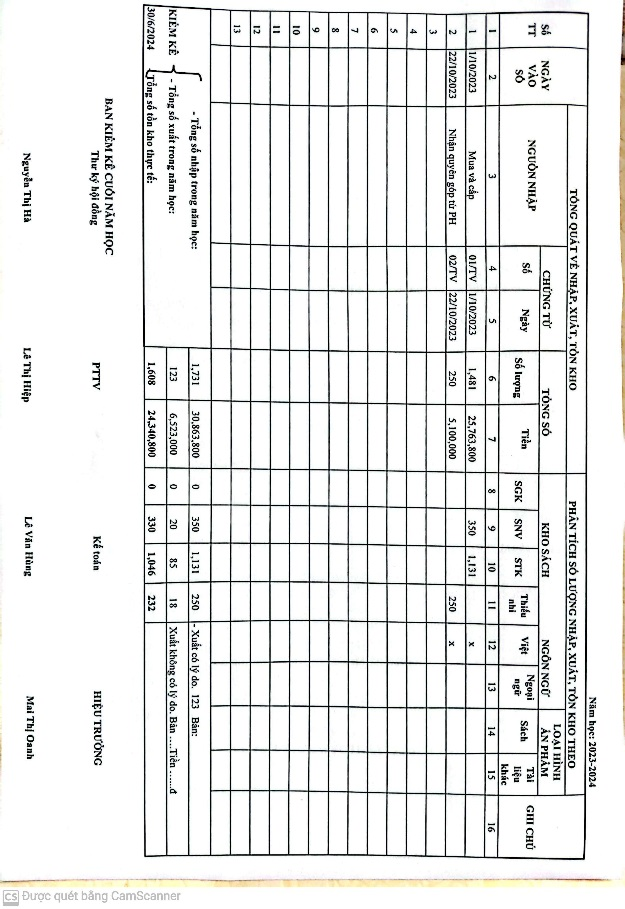 Năm học: 2023-2024
Số TT
NGÀY VÀO SỔ
TỔNG QUÁT VỀ NHẬP, XUẤT, TỒN KHO
PHÂN TÍCH SỐ LƯỢNG NHẬP, XUẤT, TỒN KHO THEO
GHI CHÚ
NGUỒN NHẬP
CHỨNG TỪ
TỔNG SỐ
KHO SÁCH
NGÔN NGỮ
LOẠI HÌNH ẤN PHẨM
Số
Ngày
Số lượng
Tiền
SGK
SNV
STK
Thiếu nhi
Việt
Ngoại ngữ
Sách
Tài liệu khác
1 2 3 4 5 6 7 8 9 10 11 12 13 14 15 16
1 1/10/2023 Mua và cấp 01/TV 1/10/2023 1,481 25,763,800 350 1,131 x
2 22/10/2023 Nhận quyên góp từ PH 02/TV 22/10/2023 250 5,100,000 250 x
3
4
5
6
7
8
9
10
11
12
13
KIỂM KÊ
30/6/2024
- Tổng số nhập trong năm học: 1,731 30,863,800 0 350 1,131 250 - Xuất có lý do. 123 Bản:
- Tổng số xuất trong năm học: 123 6,523,000 0 20 85 18 Xuất không có lý do. Bản ....Tiền ......đ
Tổng số tồn kho thực tế: 1,608 24,340,800 0 330 1,046 232
BAN KIỂM KÊ CUỐI NĂM HỌC
Thư ký hội đồng PTTV Kế toán HIỆU TRƯỞNG
Nguyễn Thị Hà Lê Thị Hiệp Lê Văn Hùng Mai Thị Oanh
CS Được quét bằng CamScanner